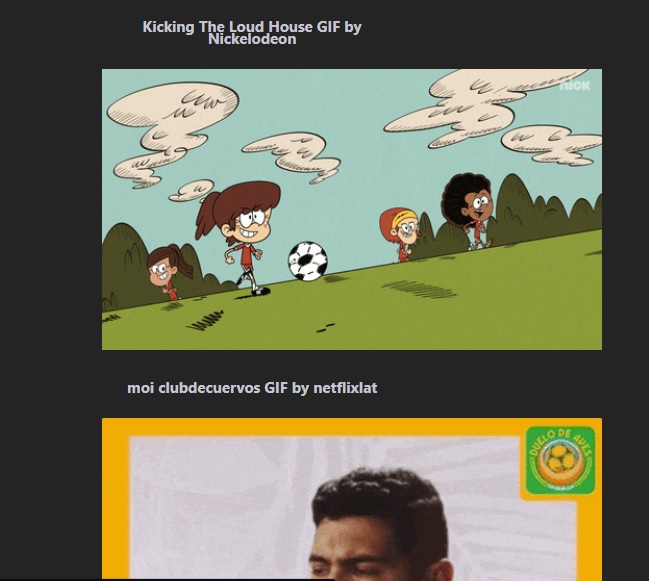 Kicking The Loud House GIF by
Nickelodeon
nick
moi clubdecuervos GIF by netflixlat
DUELO DE AVES